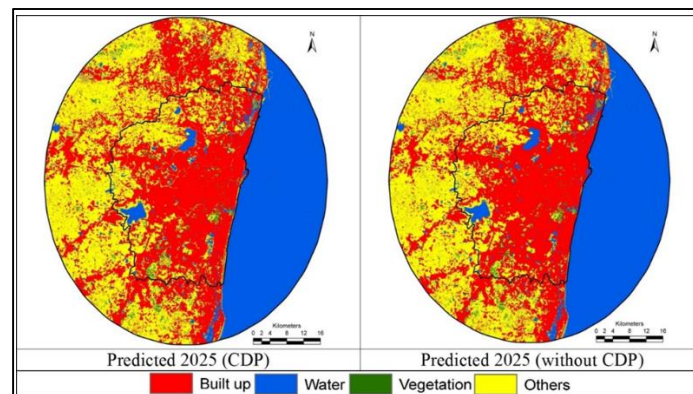 N
N
Kilometers
0 2 4 8 12 16
Kilometers
0 2 4 8 12 16
Predicted 2025 (CDP)
Predicted 2025 (without CDP)
Built up
Water
Vegetation
Others